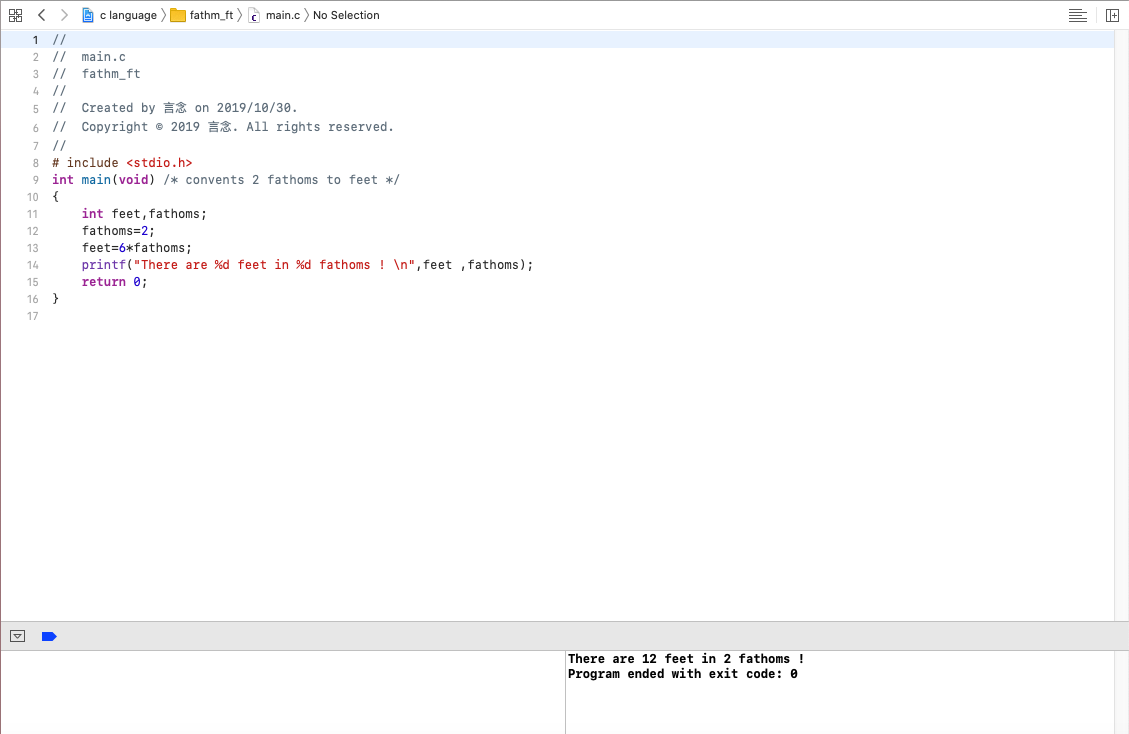 c language fathm_ft main.c No Selection
1 //
2 //  main.c
3 //  fathm_ft
4 //
5 //  Created by 言念 on 2019/10/30.
6 //  Copyright © 2019 言念. All rights reserved.
7 //
8 # include <stdio.h>
9 int main(void) /* convents 2 fathoms to feet */
10 {
11     int feet,fathoms;
12     fathoms=2;
13     feet=6*fathoms;
14     printf("There are %d feet in %d fathoms ! \n",feet ,fathoms);
15     return 0;
16 }
17
There are 12 feet in 2 fathoms !
Program ended with exit code: 0